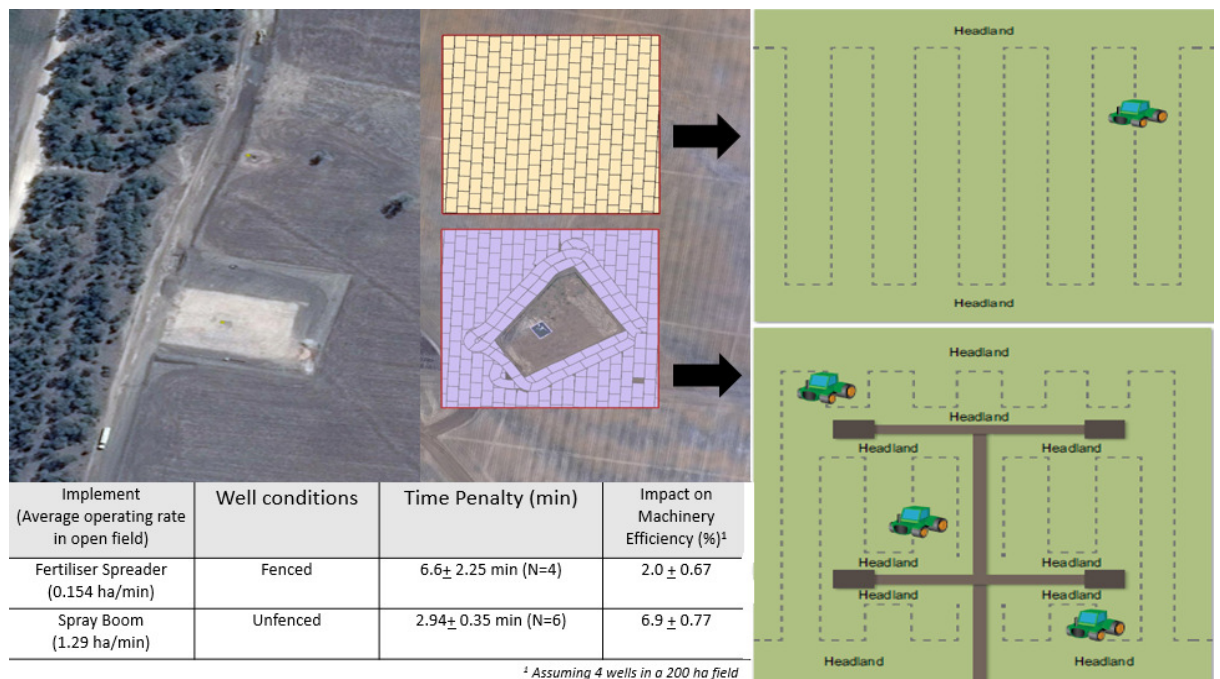 Headland
Headland
Headland
Headland
Headland
Headland
Headland
Headland
Headland
Headland
Headland
Headland
Implement
(Average operating rate
in open field)
Well conditions
Time Penalty (min)
Impact on
Machinery
Efficiency (%)¹
Fertiliser Spreader
(0.154 ha/min)
Fenced
6.6± 2.25 min (N=4)
2.0 ± 0.67
Spray Boom
(1.29 ha/min)
Unfenced
2.94± 0.35 min (N=6)
6.9 ± 0.77
¹ Assuming 4 wells in a 200 ha field